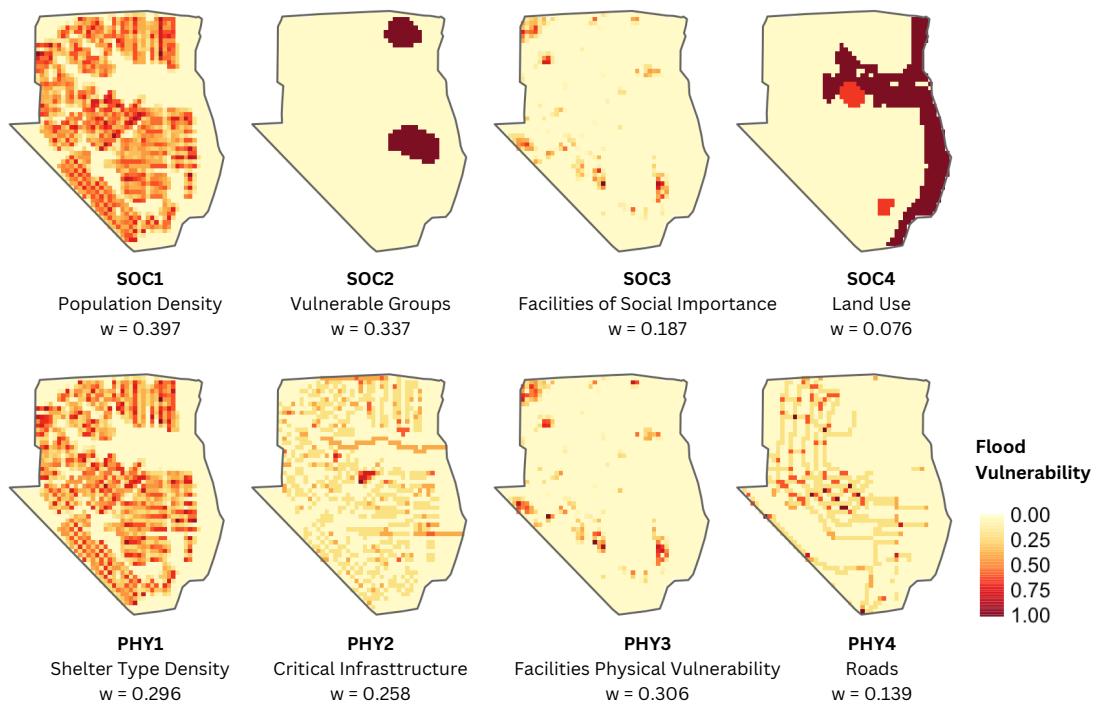 SOC1
Population Density
w = 0.397
SOC2
Vulnerable Groups
w = 0.337
SOC3
Facilities of Social Importance
w = 0.187
SOC4
Land Use
w = 0.076
PHY1
Shelter Type Density
w = 0.296
PHY2
Critical Infrasttructure
w = 0.258
PHY3
Facilities Physical Vulnerability
w = 0.306
PHY4
Roads
w = 0.139
Flood
Vulnerability
0.00
0.25
0.50
0.75
1.00